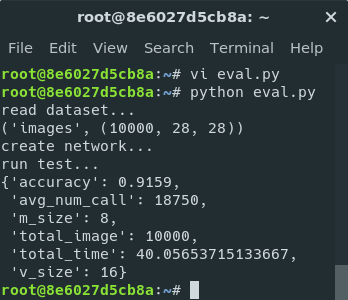 root@8e6027d5cb8a: ~
File Edit View Search Terminal Help
root@8e6027d5cb8a:~# vi eval.py
root@8e6027d5cb8a:~# python eval.py
read dataset...
('images', (10000, 28, 28))
create network...
run test...
{'accuracy': 0.9159,
 'avg_num_call': 18750,
 'm_size': 8,
 'total_image': 10000,
 'total_time': 40.05653715133667,
 'v_size': 16}
root@8e6027d5cb8a:~#